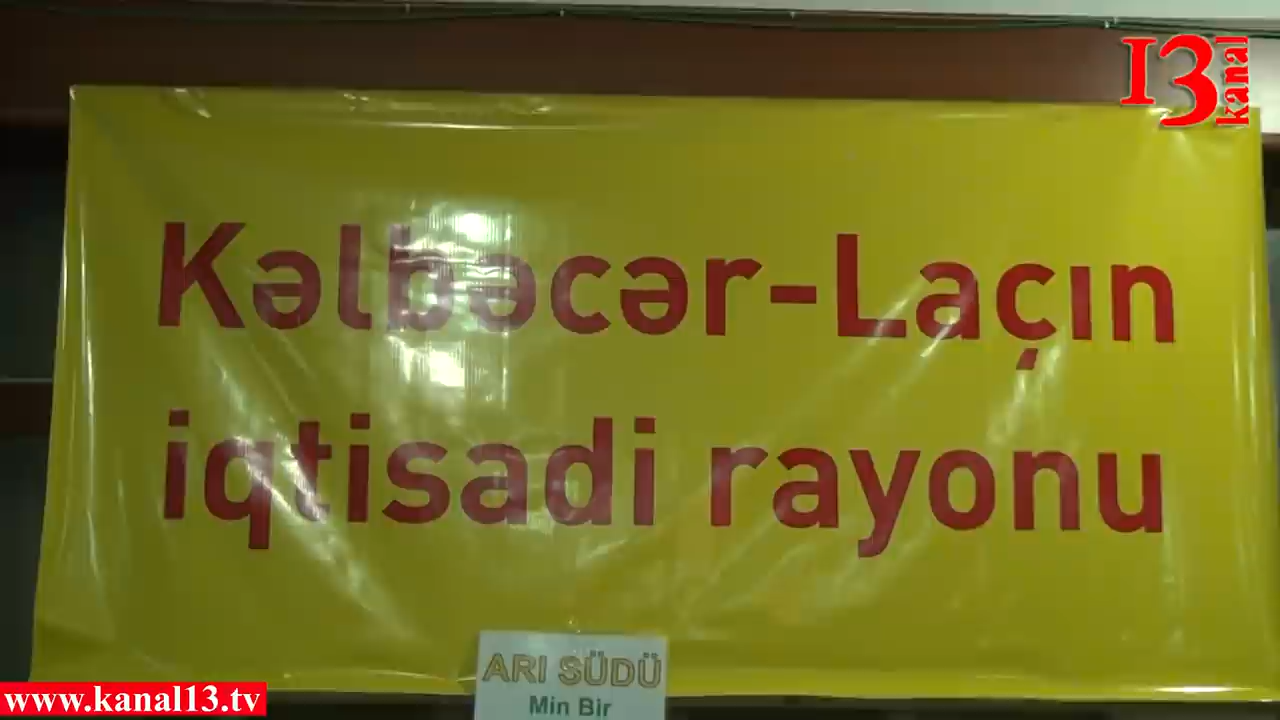 13 kanal
Kəlbəcər-Laçın
iqtisadi rayonu
ARI SÜDÜ
Min Bir
www.kanal13.tv